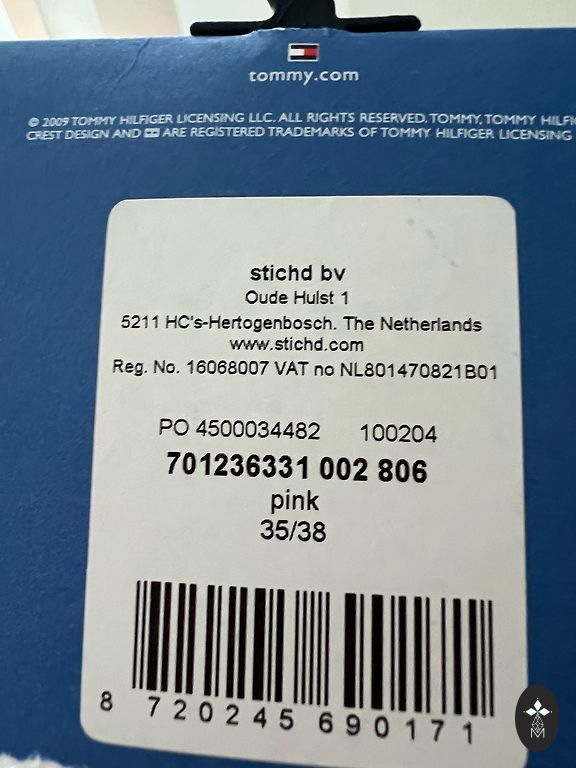 tommy.com
© 2009 TOMMY HILFIGER LICENSING LLC. ALL RIGHTS RESERVED. TOMMY, TOMMY HILFI
CREST DESIGN AND ARE REGISTERED TRADEMARKS OF TOMMY HILFIGER LICENSING
stichd bv
Oude Hulst 1
5211 HC's-Hertogenbosch. The Netherlands
www.stichd.com
Reg. No. 16068007 VAT no NL801470821B01
PO 4500034482 100204
701236331 002 806
pink
35/38
8 720245 690171
M